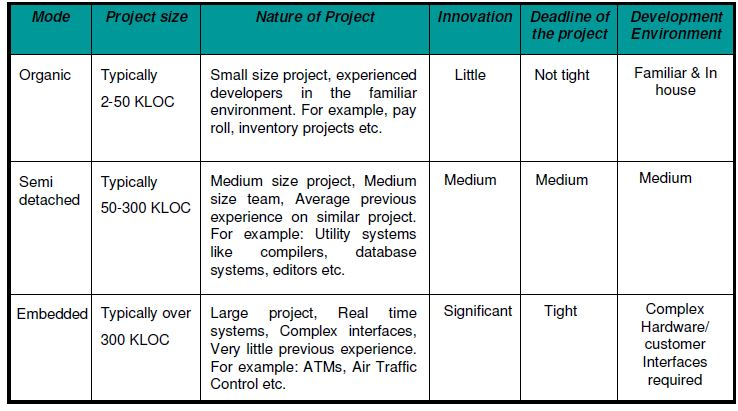 Mode
Project size
Nature of Project
Innovation
Deadline of
the project
Development
Environment
Organic
Typically
2-50 KLOC
Small size project, experienced
developers in the familiar
environment. For example, pay
roll, inventory projects etc.
Little
Not tight
Familiar & In
house
Semi
detached
Typically
50-300 KLOC
Medium size project, Medium
size team, Average previous
experience on similar project.
For example: Utility systems
like compilers, database
systems, editors etc.
Medium
Medium
Medium
Embedded
Typically over
300 KLOC
Large project, Real time
systems, Complex interfaces,
Very little previous experience.
For example: ATMs, Air Traffic
Control etc.
Significant
Tight
Complex
Hardware/
customer
Interfaces
required